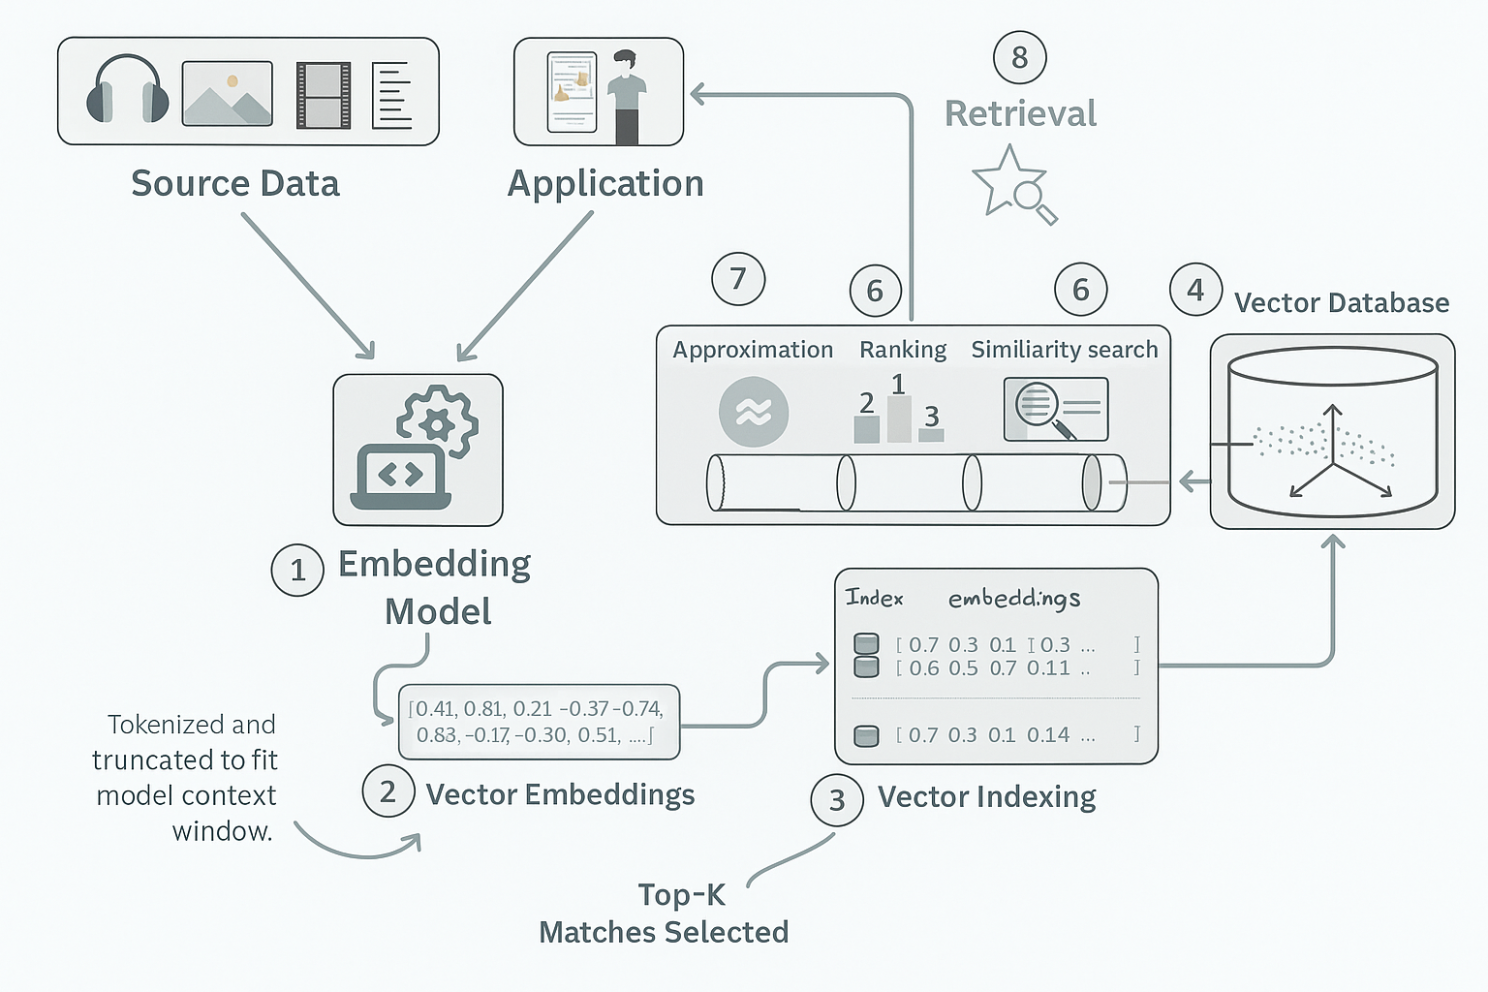 8
Retrieval
Source Data
Application
7
6
6
4
Vector Database
Approximation
Ranking
Similiarity search
2
1
3
1
Embedding
Model
Index
embeddings
[ 0.7 0.3 0.1 I 0.3 ... ]
[ 0.6 0.5 0.7 0.11 .. ]
[ 0.7 0.3 0.1 0.14 ... ]
[0.41, 0.81, 0.21 -0.37 -0.74,
0.83, -0.17, -0.30, 0.51, ....]
2
Vector Embeddings
3
Vector Indexing
Tokenized and
truncated to fit
model context
window.
Top-K
Matches Selected